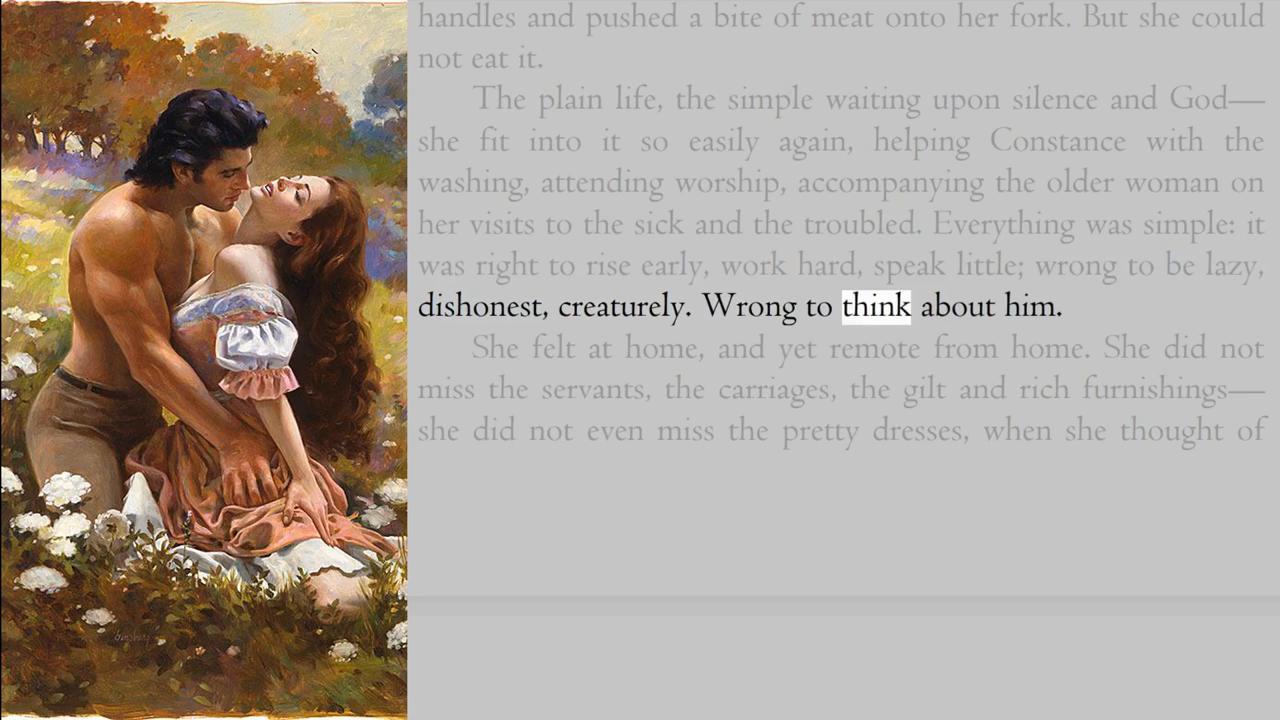 handles and pushed a bite of meat onto her fork. But she could
not eat it.
The plain life, the simple waiting upon silence and God—
she fit into it so easily again, helping Constance with the
washing, attending worship, accompanying the older woman on
her visits to the sick and the troubled. Everything was simple: it
was right to rise early, work hard, speak little; wrong to be lazy,
dishonest, creaturely. Wrong to think about him.
She felt at home, and yet remote from home. She did not
miss the servants, the carriages, the gilt and rich furnishings—
she did not even miss the pretty dresses, when she thought of